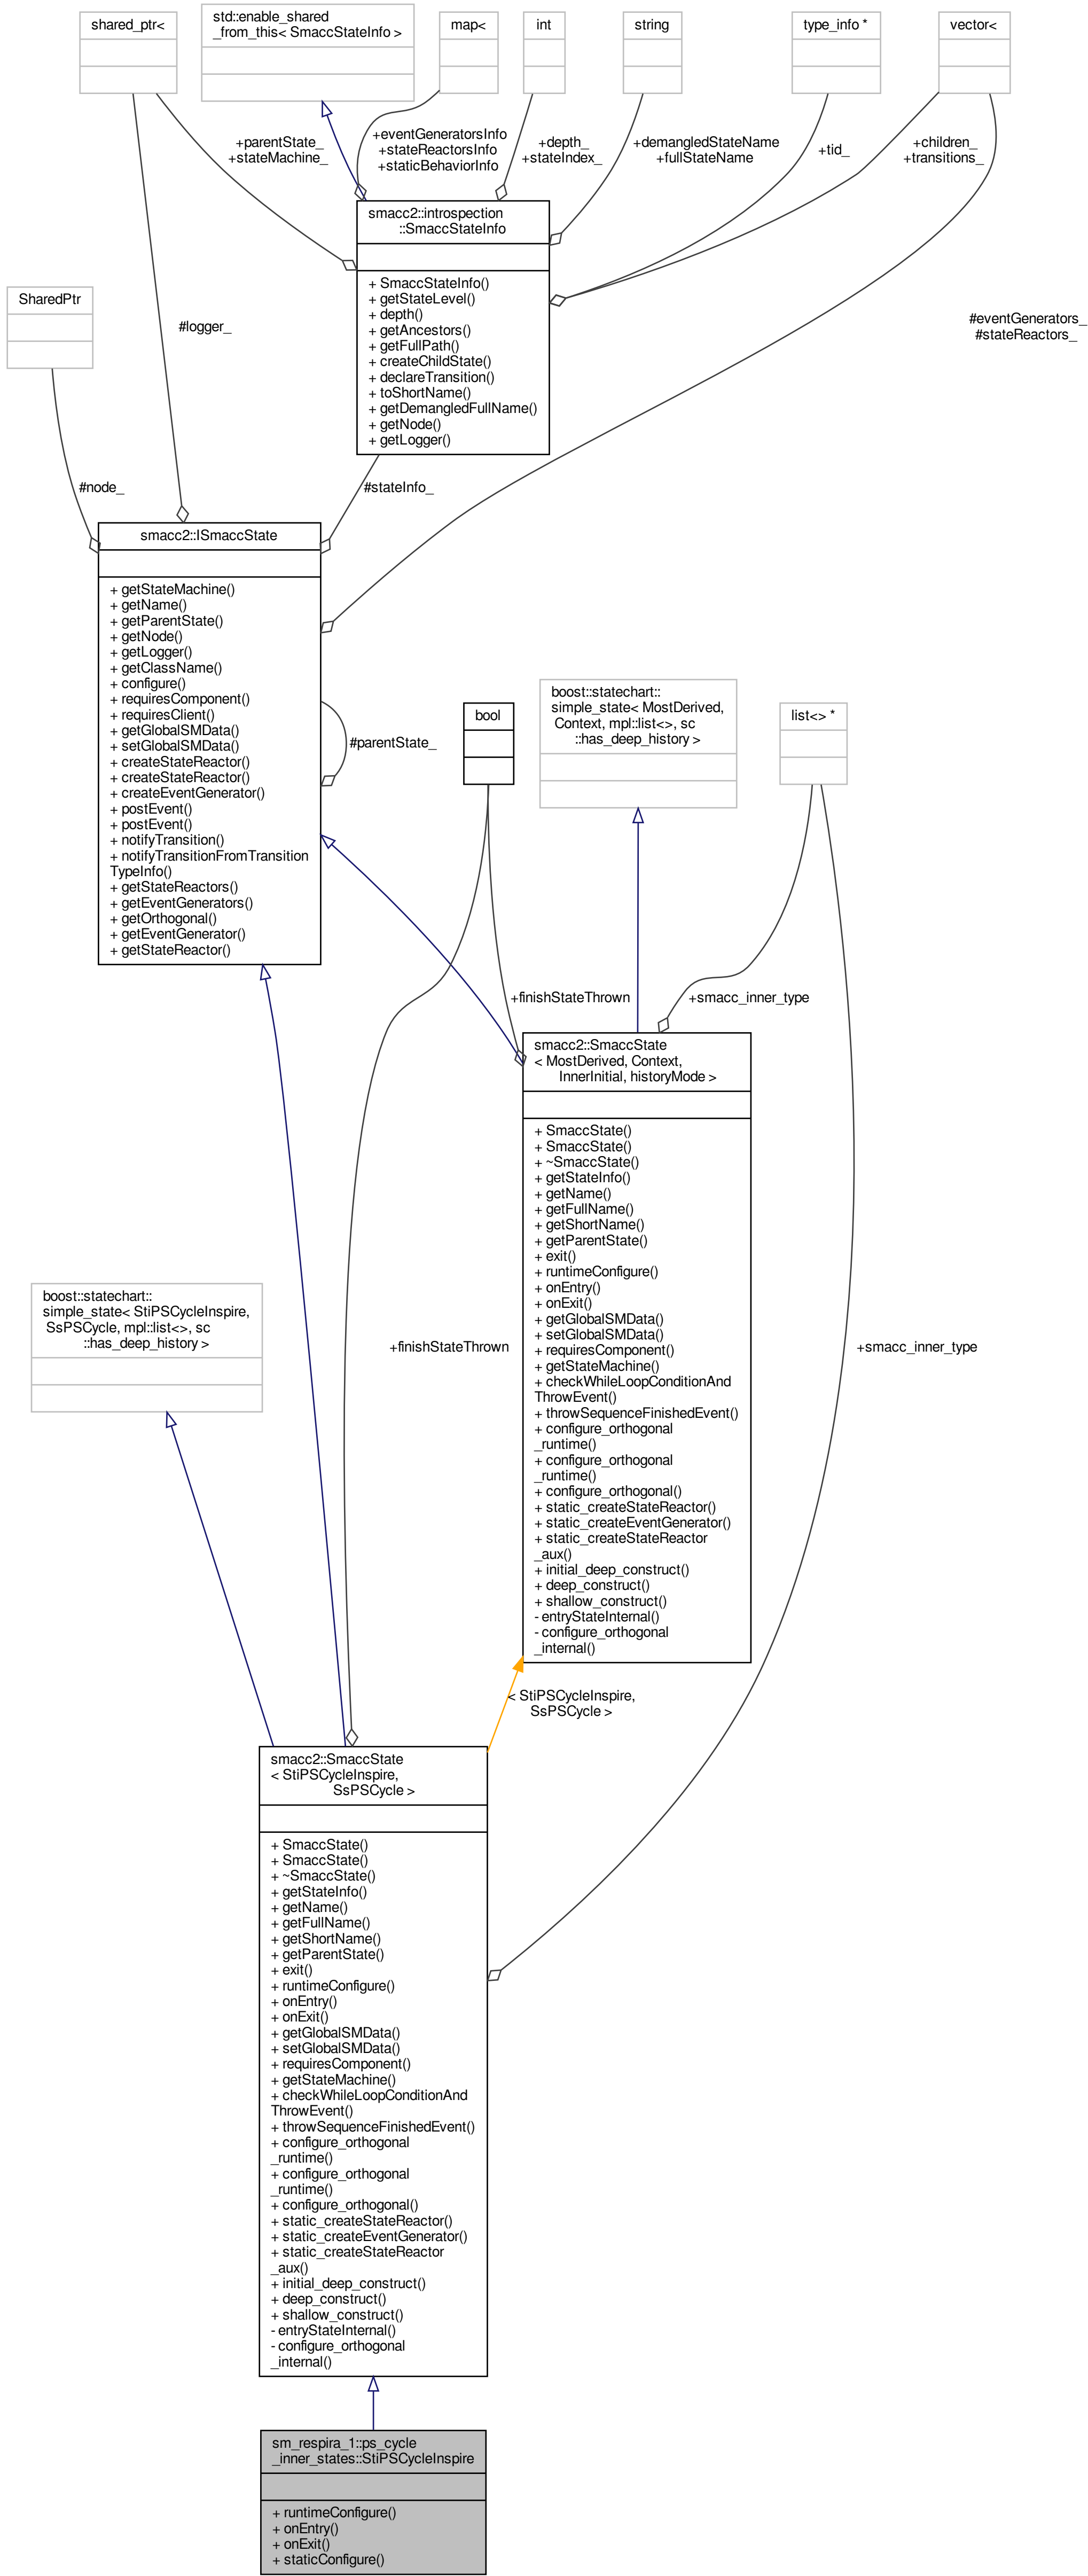 shared_ptr<
std::enable_shared
_from_this< SmaccStateInfo >
map<
int
string
type_info *
vector<
+parentState_
+stateMachine_
+eventGeneratorsInfo
+stateReactorsInfo
+staticBehaviorInfo
+depth_
+stateIndex_
+demangledStateName
+fullStateName
+tid_
+children_
+transitions_
smacc2::introspection
::SmaccStateInfo
+ SmaccStateInfo()
+ getStateLevel()
+ depth()
+ getAncestors()
+ getFullPath()
+ createChildState()
+ declareTransition()
+ toShortName()
+ getDemangledFullName()
+ getNode()
+ getLogger()
SharedPtr
#logger_
#eventGenerators_
#stateReactors_
#node_
#stateInfo_
smacc2::ISmaccState
+ getStateMachine()
+ getName()
+ getParentState()
+ getNode()
+ getLogger()
+ getClassName()
+ configure()
+ requiresComponent()
+ requiresClient()
+ getGlobalSMData()
+ setGlobalSMData()
+ createStateReactor()
+ createStateReactor()
+ createEventGenerator()
+ postEvent()
+ postEvent()
+ notifyTransition()
+ notifyTransitionFromTransition
TypeInfo()
+ getStateReactors()
+ getEventGenerators()
+ getOrthogonal()
+ getEventGenerator()
+ getStateReactor()
#parentState_
bool
boost::statechart::
simple_state< MostDerived,
Context, mpl::list<>, sc
::has_deep_history >
list<> *
+finishStateThrown
+smacc_inner_type
smacc2::SmaccState
< MostDerived, Context,
InnerInitial, historyMode >
+ SmaccState()
+ SmaccState()
+ ~SmaccState()
+ getStateInfo()
+ getName()
+ getFullName()
+ getShortName()
+ getParentState()
+ exit()
+ runtimeConfigure()
+ onEntry()
+ onExit()
+ getGlobalSMData()
+ setGlobalSMData()
+ requiresComponent()
+ getStateMachine()
+ checkWhileLoopConditionAnd
ThrowEvent()
+ throwSequenceFinishedEvent()
+ configure_orthogonal
_runtime()
+ configure_orthogonal
_runtime()
+ configure_orthogonal()
+ static_createStateReactor()
+ static_createEventGenerator()
+ static_createStateReactor
_aux()
+ initial_deep_construct()
+ deep_construct()
+ shallow_construct()
- entryStateInternal()
- configure_orthogonal
_internal()
boost::statechart::
simple_state< StiPSCycleInspire,
SsPSCycle, mpl::list<>, sc
::has_deep_history >
+finishStateThrown
+smacc_inner_type
< StiPSCycleInspire,
SsPSCycle >
smacc2::SmaccState
< StiPSCycleInspire,
SsPSCycle >
+ SmaccState()
+ SmaccState()
+ ~SmaccState()
+ getStateInfo()
+ getName()
+ getFullName()
+ getShortName()
+ getParentState()
+ exit()
+ runtimeConfigure()
+ onEntry()
+ onExit()
+ getGlobalSMData()
+ setGlobalSMData()
+ requiresComponent()
+ getStateMachine()
+ checkWhileLoopConditionAnd
ThrowEvent()
+ throwSequenceFinishedEvent()
+ configure_orthogonal
_runtime()
+ configure_orthogonal
_runtime()
+ configure_orthogonal()
+ static_createStateReactor()
+ static_createEventGenerator()
+ static_createStateReactor
_aux()
+ initial_deep_construct()
+ deep_construct()
+ shallow_construct()
- entryStateInternal()
- configure_orthogonal
_internal()
sm_respira_1::ps_cycle
_inner_states::StiPSCycleInspire
+ runtimeConfigure()
+ onEntry()
+ onExit()
+ staticConfigure()